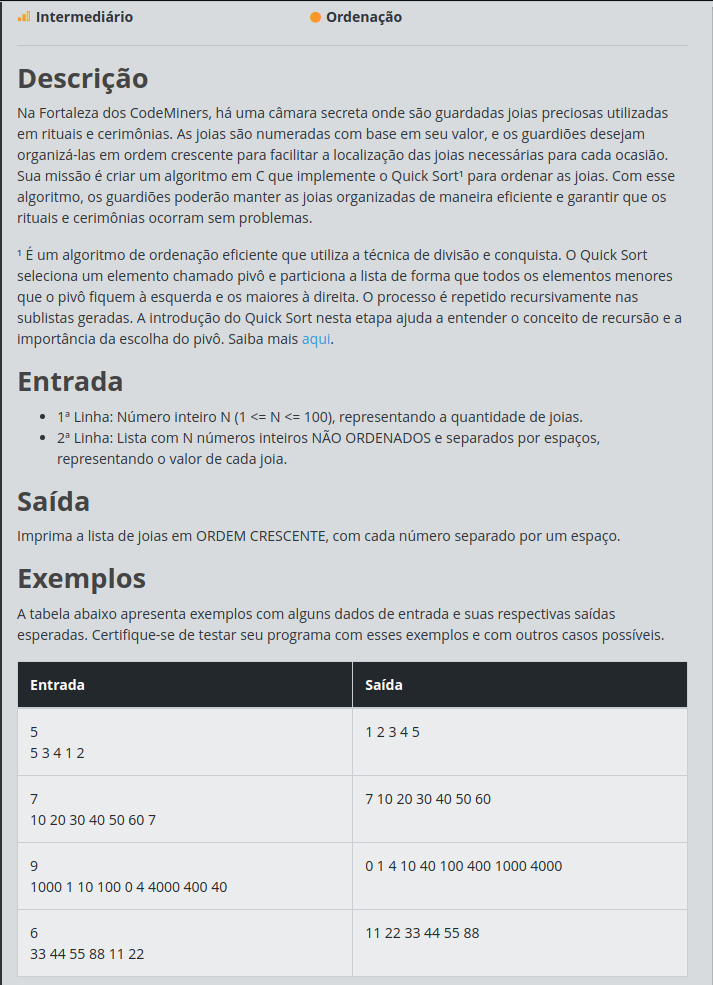 Intermediário
Ordenação
Descrição
Na Fortaleza dos CodeMiners, há uma câmara secreta onde são guardadas joias preciosas utilizadas
em rituais e cerimônias. As joias são numeradas com base em seu valor, e os guardiões desejam
organizá-las em ordem crescente para facilitar a localização das joias necessárias para cada ocasião.
Sua missão é criar um algoritmo em C que implemente o Quick Sort¹ para ordenar as joias. Com esse
algoritmo, os guardiões poderão manter as joias organizadas de maneira eficiente e garantir que os
rituais e cerimônias ocorram sem problemas.
¹ É um algoritmo de ordenação eficiente que utiliza a técnica de divisão e conquista. O Quick Sort
seleciona um elemento chamado pivô e particiona a lista de forma que todos os elementos menores
que o pivô fiquem à esquerda e os maiores à direita. O processo é repetido recursivamente nas
sublistas geradas. A introdução do Quick Sort nesta etapa ajuda a entender o conceito de recursão e a
importância da escolha do pivô. Saiba mais aqui.
Entrada
• 1ª Linha: Número inteiro N (1 <= N <= 100), representando a quantidade de joias.
• 2ª Linha: Lista com N números inteiros NÃO ORDENADOS e separados por espaços,
representando o valor de cada joia.
Saída
Imprima a lista de joias em ORDEM CRESCENTE, com cada número separado por um espaço.
Exemplos
A tabela abaixo apresenta exemplos com alguns dados de entrada e suas respectivas saídas
esperadas. Certifique-se de testar seu programa com esses exemplos e com outros casos possíveis.
Entrada
Saída
5
5 3 4 1 2
1 2 3 4 5
7
10 20 30 40 50 60 7
7 10 20 30 40 50 60
9
1000 1 10 100 0 4 4000 400 40
0 1 4 10 40 100 400 1000 4000
6
33 44 55 88 11 22
11 22 33 44 55 88